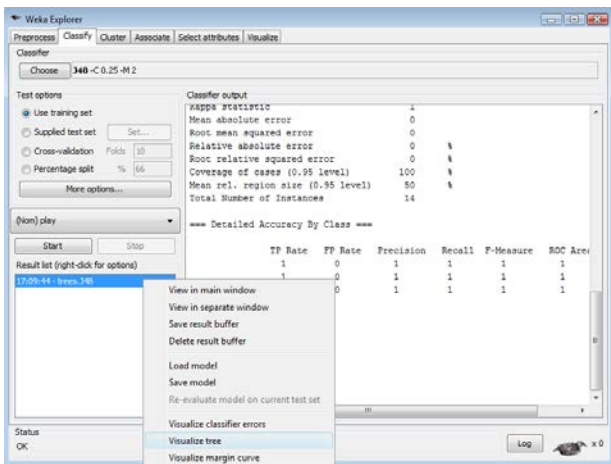 Weka Explorer
Preprocess Classify Cluster Associate Select attributes Visualize
Classifier
Choose J48 -C 0.25 -M 2
Test options
Use training set
Supplied test set Set...
Cross-validation Folds 10
Percentage split % 66
More options...
(Nom) play
Start Stop
Result list (right-click for options)
17:09:44 - trees.J48
Classifier output
Kappa statistic 1
Mean absolute error 0
Root mean squared error 0
Relative absolute error 0 %
Root relative squared error 0 %
Coverage of cases (0.95 level) 100 %
Mean rel. region size (0.95 level) 50 %
Total Number of Instances 14
=== Detailed Accuracy By Class ===
TP Rate FP Rate Precision Recall F-Measure ROC Area
1 0 1 1 1 1
1 0 1 1 1 1
0 1 1 1 1
View in main window
View in separate window
Save result buffer
Delete result buffer
Load model
Save model
Re-evaluate model on current test set
Visualize classifier errors
Visualize tree
Visualize margin curve
Status
OK
Log
x 0